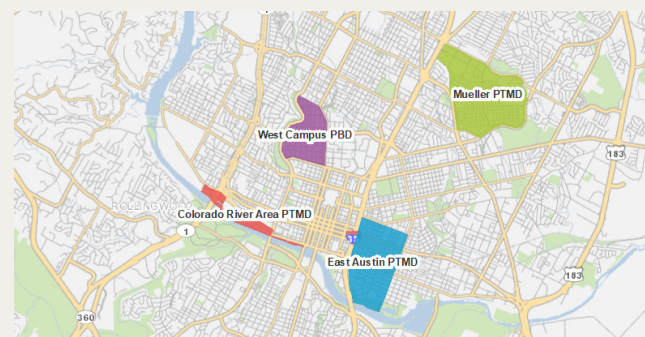 Mueller PTMD
West Campus PBD
183
ROLLINGWOOD
Colorado River Area PTMD
1
35
East Austin PTMD
183
360